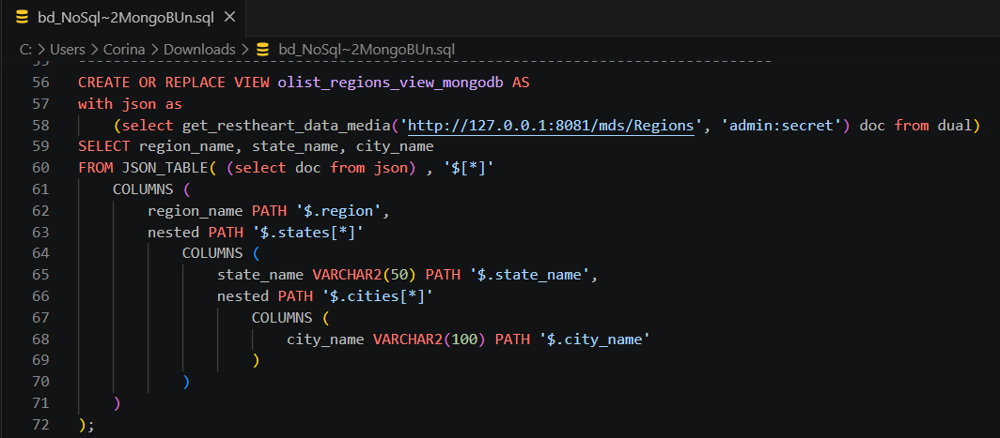 bd_NoSql~2MongoBUn.sql
C: > Users > Corina > Downloads > bd_NoSql~2MongoBUn.sql
56 CREATE OR REPLACE VIEW olist_regions_view_mongodb AS
57 with json as
58 (select get_restheart_data_media('http://127.0.0.1:8081/mds/Regions', 'admin:secret') doc from dual)
59 SELECT region_name, state_name, city_name
60 FROM JSON_TABLE( (select doc from json) , '$[*]'
61 COLUMNS (
62 region_name PATH '$.region',
63 nested PATH '$.states[*]'
64 COLUMNS (
65 state_name VARCHAR2(50) PATH '$.state_name',
66 nested PATH '$.cities[*]'
67 COLUMNS (
68 city_name VARCHAR2(100) PATH '$.city_name'
69 )
70 )
71 )
72 );